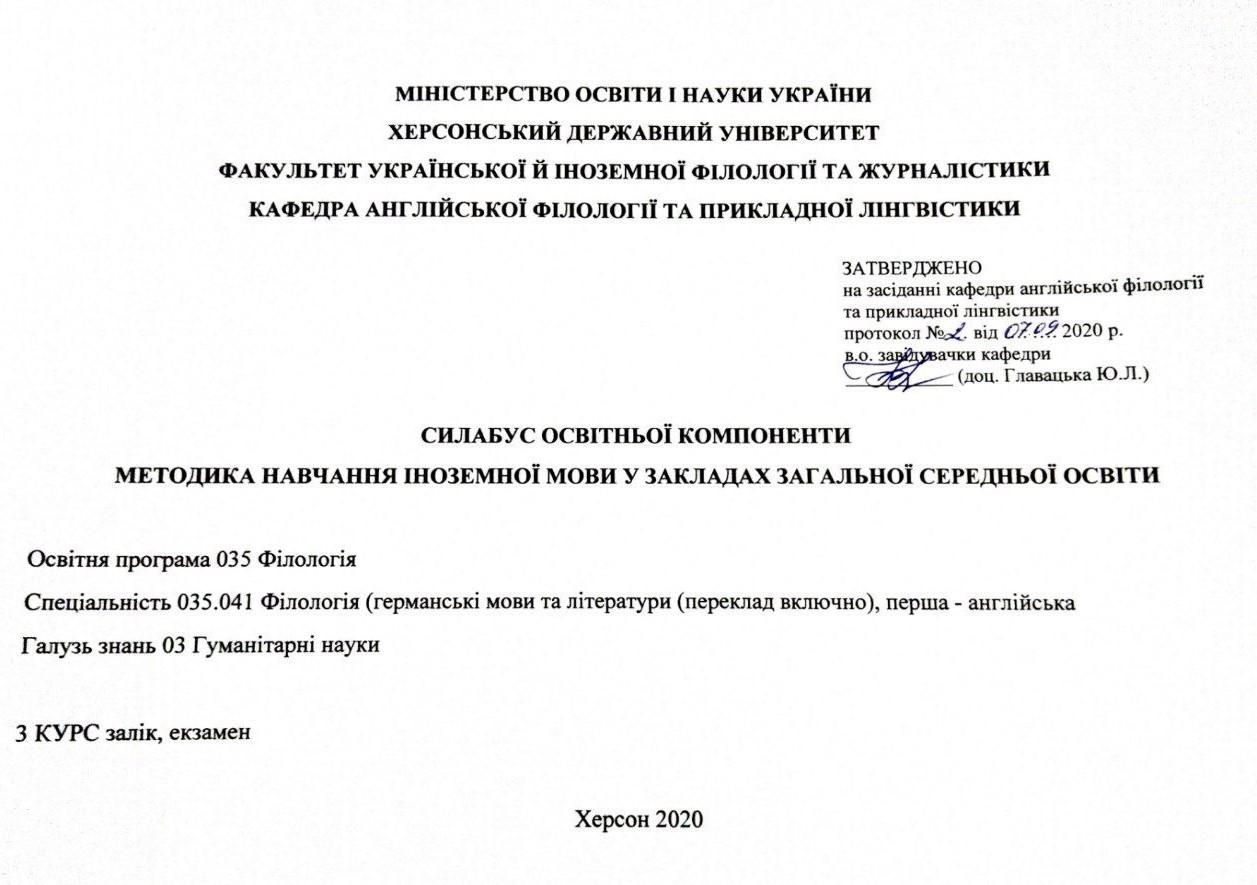 МІНІСТЕРСТВО ОСВІТИ І НАУКИ УКРАЇНИ
ХЕРСОНСЬКИЙ ДЕРЖАВНИЙ УНІВЕРСИТЕТ
ФАКУЛЬТЕТ УКРАЇНСЬКОЇ Й ІНОЗЕМНОЇ ФІЛОЛОГІЇ ТА ЖУРНАЛІСТИКИ
КАФЕДРА АНГЛІЙСЬКОЇ ФІЛОЛОГІЇ ТА ПРИКЛАДНОЇ ЛІНГВІСТИКИ
ЗАТВЕРДЖЕНО
на засіданні кафедри англійської філології
та прикладної лінгвістики
протокол №2. від 07.09. 2020 р.
в.о. завідувачки кафедри
(доц. Главацька Ю.Л.)
СИЛАБУС ОСВІТНЬОЇ КОМПОНЕНТИ
МЕТОДИКА НАВЧАННЯ ІНОЗЕМНОЇ МОВИ У ЗАКЛАДАХ ЗАГАЛЬНОЇ СЕРЕДНЬОЇ ОСВІТИ
Освітня програма 035 Філологія
Спеціальність 035.041 Філологія (германські мови та літератури (переклад включно), перша - англійська
Галузь знань 03 Гуманітарні науки
3 КУРС залік, екзамен
Херсон 2020